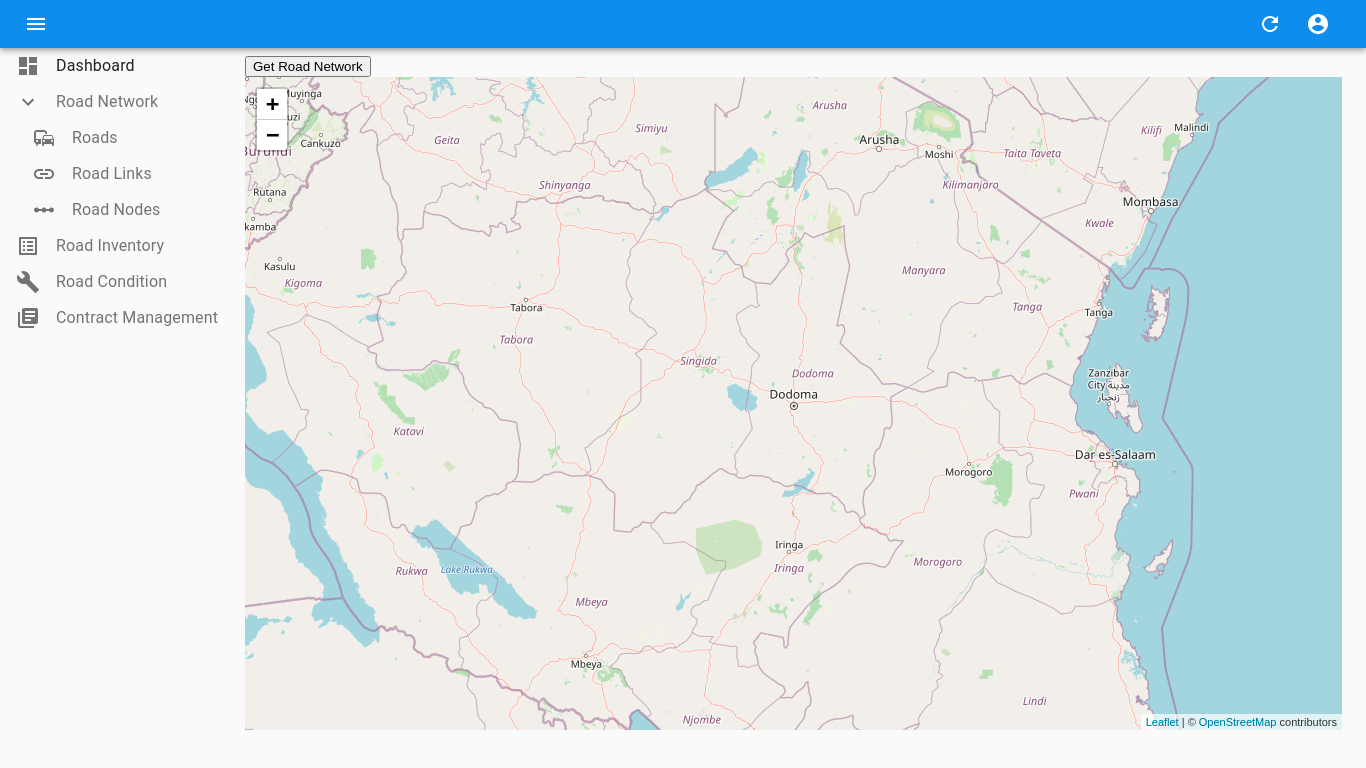 Dashboard
Road Network
Roads
Road Links
Road Nodes
Road Inventory
Road Condition
Contract Management
Get Road Network
+
−
Muyinga
Cankuzo
Burundi
Rutana
kamba
Kasulu
Kigoma
Geita
Simiyu
Shinyanga
Arusha
Arusha
Moshi
Kilimanjaro
Taita Taveta
Kilifi
Malindi
Mombasa
Kwale
Manyara
Tanga
Tanga
Tabora
Tabora
Singida
Dodoma
Dodoma
Zanzibar
City مدينة
زنجبار
Katavi
Dar es-Salaam
Morogoro
Pwani
Iringa
Iringa
Morogoro
Rukwa
Lake Rukwa
Mbeya
Mbeya
Njombe
Lindi
Leaflet | © OpenStreetMap contributors